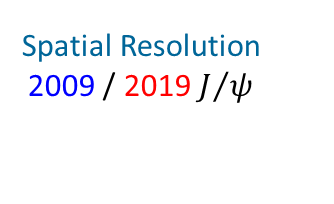 Spatial Resolution
2009 / 2019 J/ψ